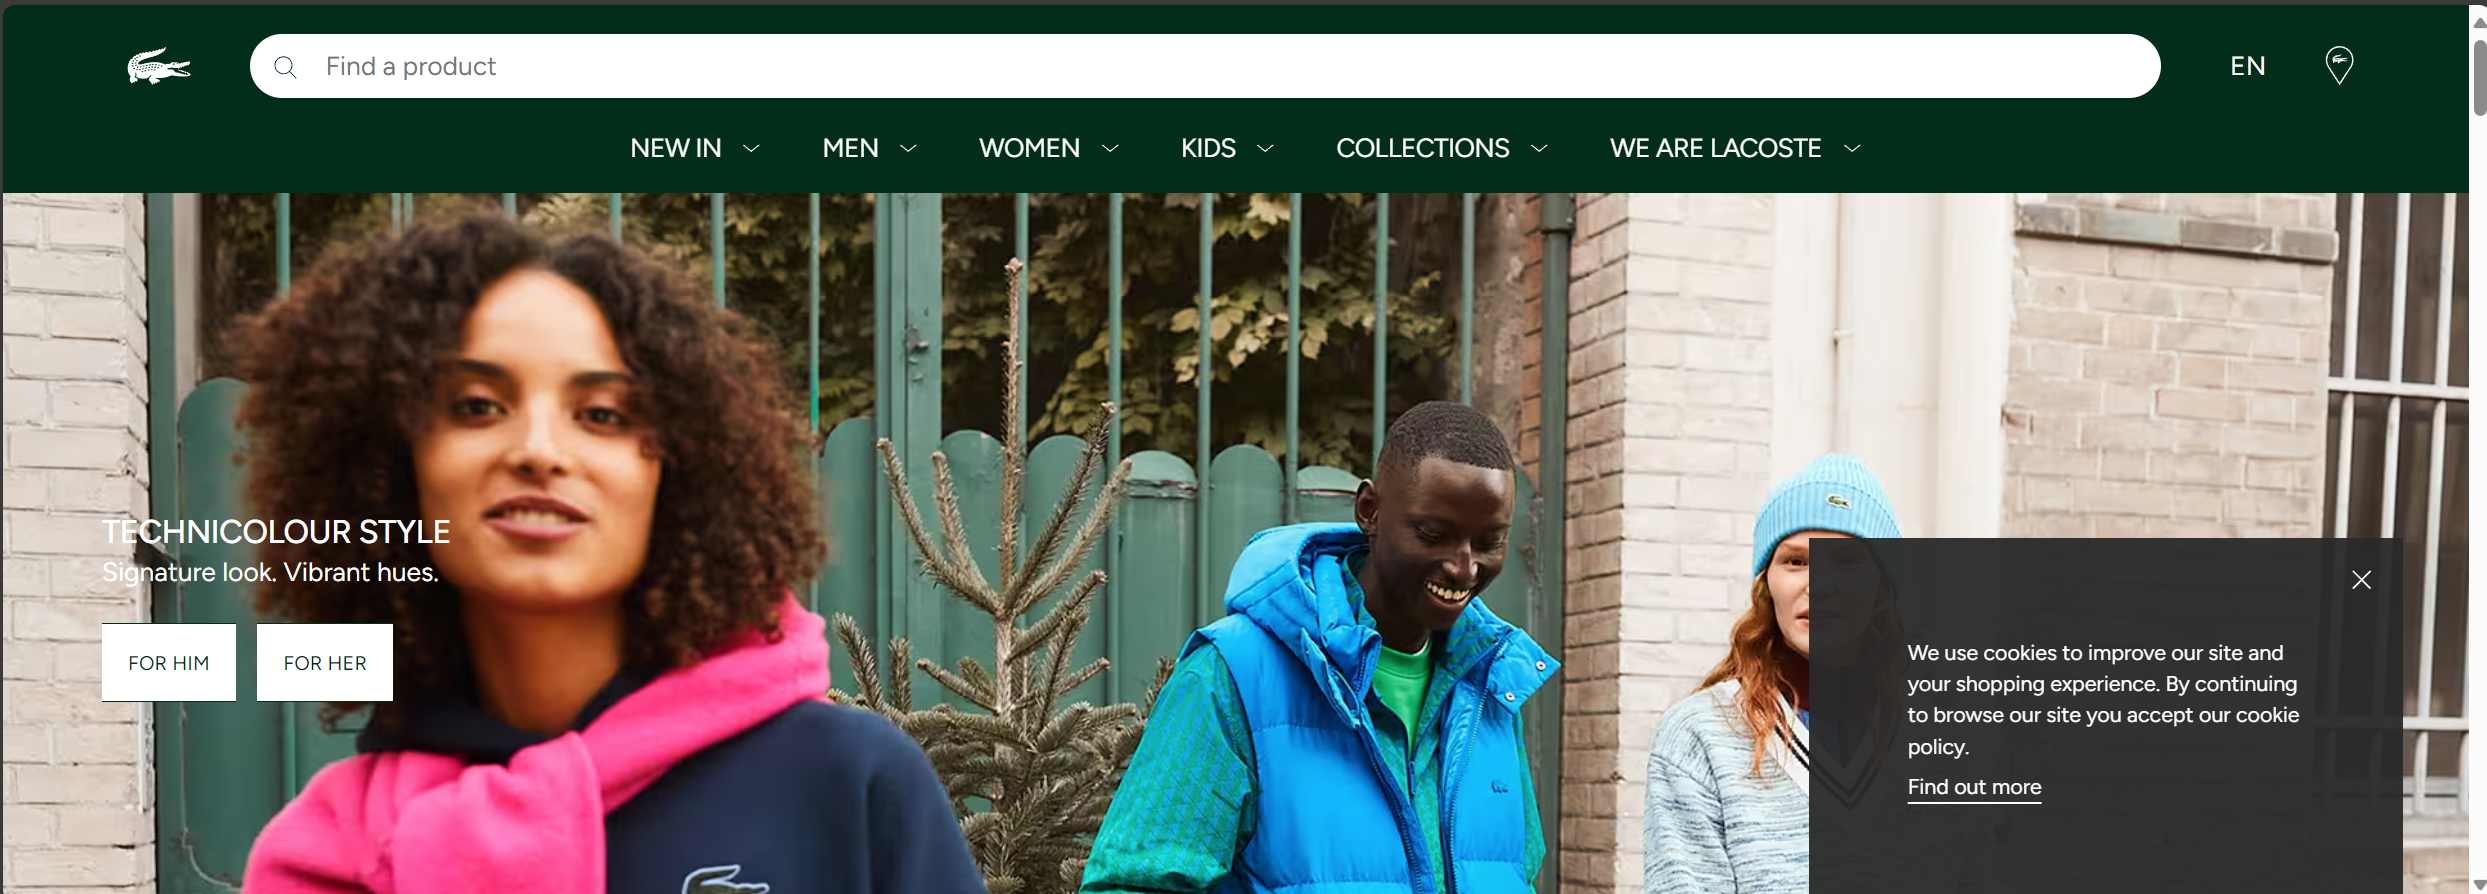 Find a product
EN
NEW IN
MEN
WOMEN
KIDS
COLLECTIONS
WE ARE LACOSTE
TECHNICOLOUR STYLE
Signature look. Vibrant hues.
FOR HIM
FOR HER
We use cookies to improve our site and
your shopping experience. By continuing
to browse our site you accept our cookie
policy.
Find out more